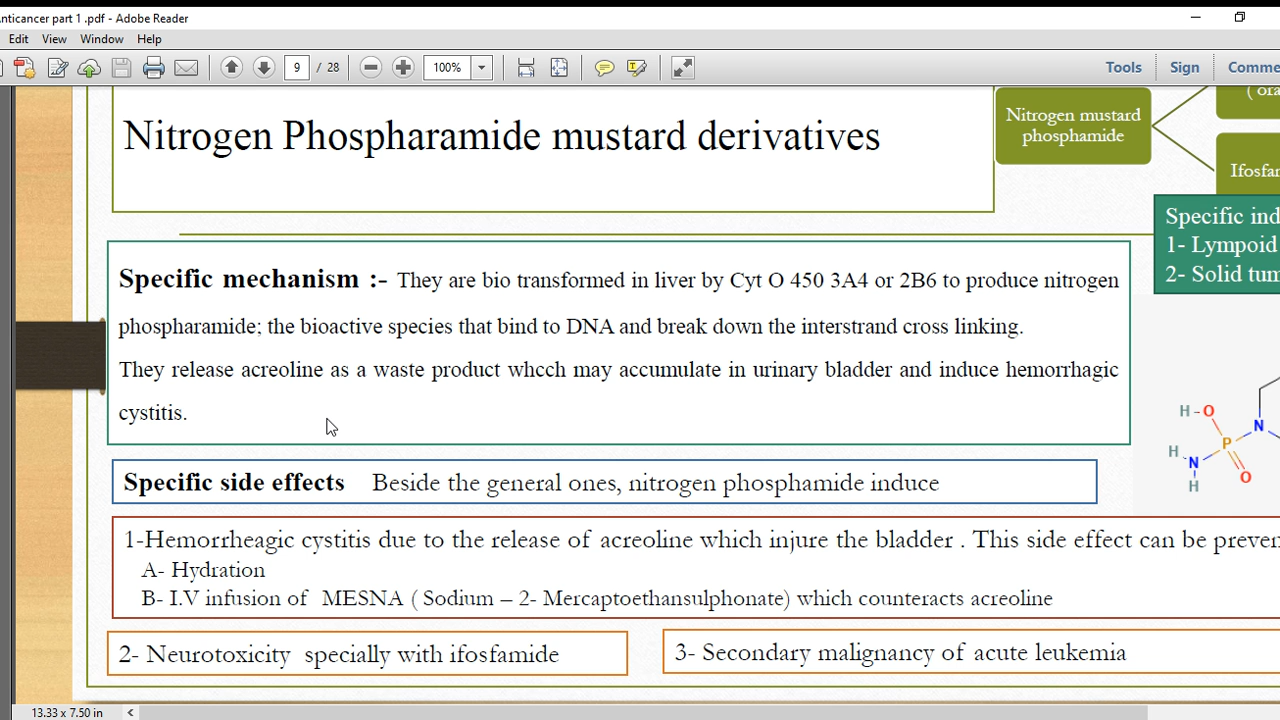 nticancer part 1 .pdf - Adobe Reader
Edit View Window Help
9 / 28 100% Tools Sign Comme
Nitrogen Phospharamide mustard derivatives
Nitrogen mustard
phosphamide
( ora
Ifosfar
Specific ind
1- Lympoid
2- Solid tum
Specific mechanism :- They are bio transformed in liver by Cyt O 450 3A4 or 2B6 to produce nitrogen
phospharamide; the bioactive species that bind to DNA and break down the interstrand cross linking.
They release acreoline as a waste product whcch may accumulate in urinary bladder and induce hemorrhagic
cystitis.
H - O
H N P N
H O
Specific side effects Beside the general ones, nitrogen phosphamide induce
1-Hemorrheagic cystitis due to the release of acreoline which injure the bladder . This side effect can be preven
A- Hydration
B- I.V infusion of MESNA ( Sodium – 2- Mercaptoethansulphonate) which counteracts acreoline
2- Neurotoxicity specially with ifosfamide
3- Secondary malignancy of acute leukemia
13.33 x 7.50 in